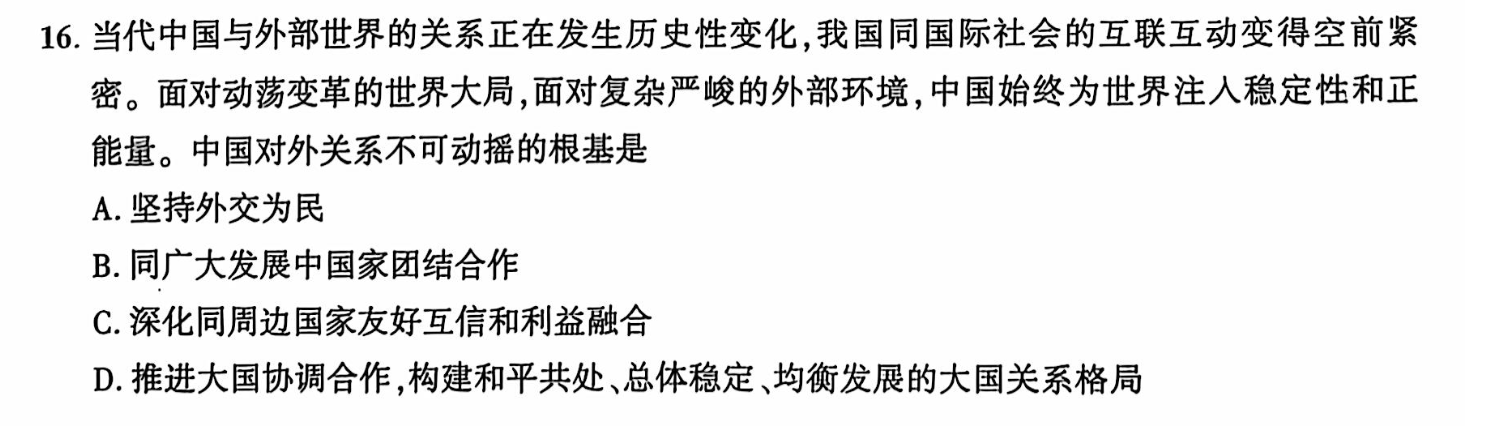 16. 当代中国与外部世界的关系正在发生历史性变化,我国同国际社会的互联互动变得空前紧
密。面对动荡变革的世界大局,面对复杂严峻的外部环境,中国始终为世界注入稳定性和正
能量。中国对外关系不可动摇的根基是
A. 坚持外交为民
B. 同广大发展中国家团结合作
C. 深化同周边国家友好互信和利益融合
D. 推进大国协调合作,构建和平共处、总体稳定、均衡发展的大国关系格局